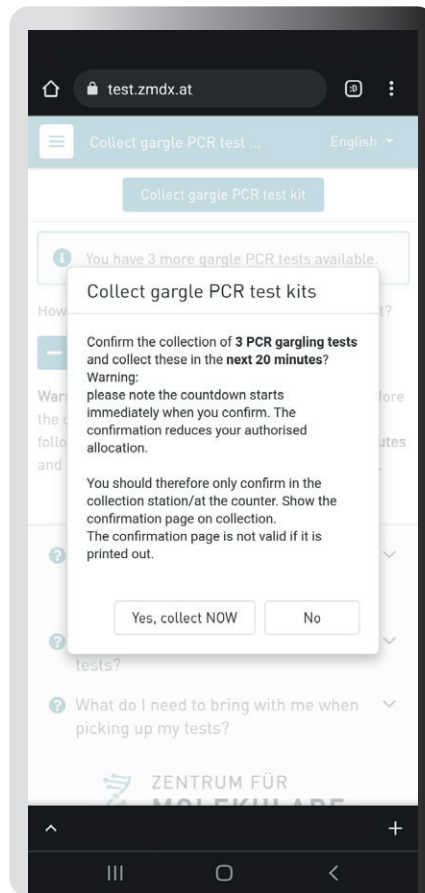 test.zmdx.at
:D
Collect gargle PCR test ...
English
Collect gargle PCR test kit
You have 3 more gargle PCR tests available.
How
t?
Collect gargle PCR test kits
Confirm the collection of 3 PCR gargling tests
and collect these in the next 20 minutes?
Warning:
please note the countdown starts
immediately when you confirm. The
confirmation reduces your authorised
allocation.
You should therefore only confirm in the
collection station/at the counter. Show the
confirmation page on collection.
The confirmation page is not valid if it is
printed out.
Yes, collect NOW
No
tests?
What do I need to bring with me when
picking up my tests?
ZENTRUM FÜR
MOLEKULARE